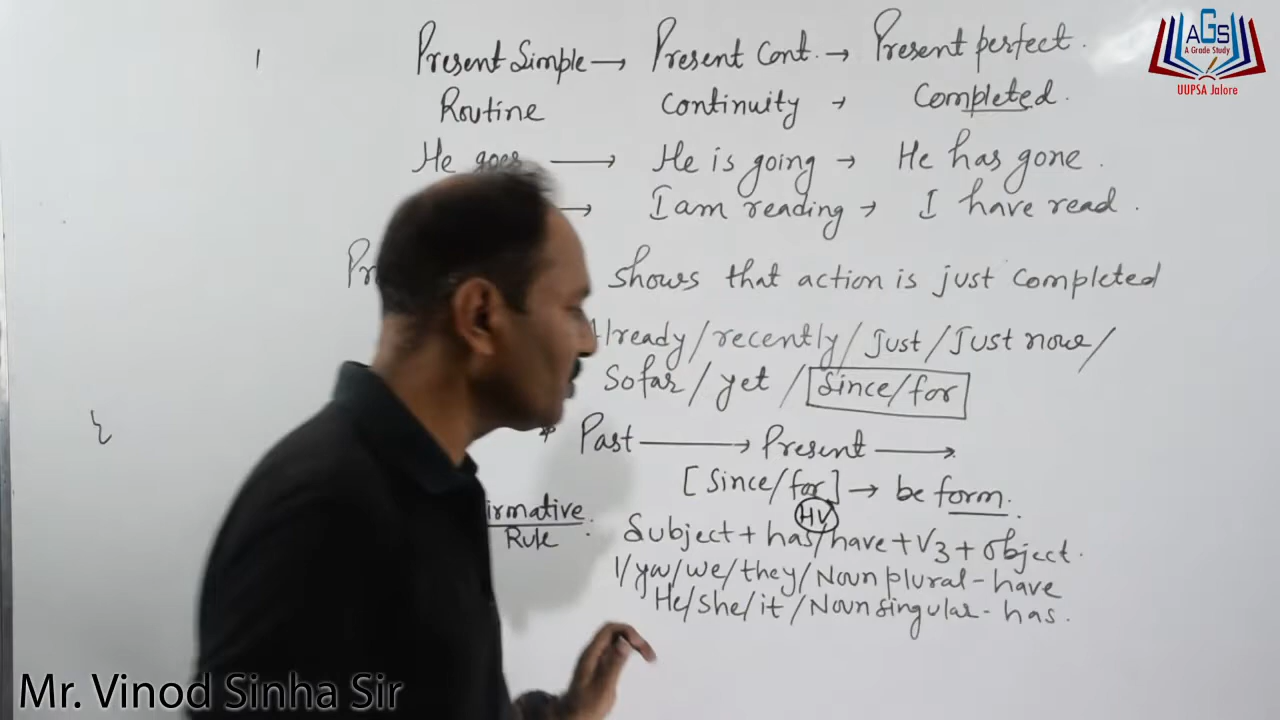 Present Simple → Present Cont. → Present perfect.
Routine Continuity → Completed.
He goes → He is going → He has gone.
→ I am reading → I have read.
shows that action is just completed
Already/recently/Just/Just now/
Sofar/yet/Since/for
* Past → Present →
[Since/for] → be form.
HV
irmative Subject + has/have + V3 + Object.
Rule
I/you/we/they/Noun plural - have
He/she/it/Noun singular - has.
AGS
A Grade Study
UUPSA Jalore
Mr. Vinod Sinha Sir